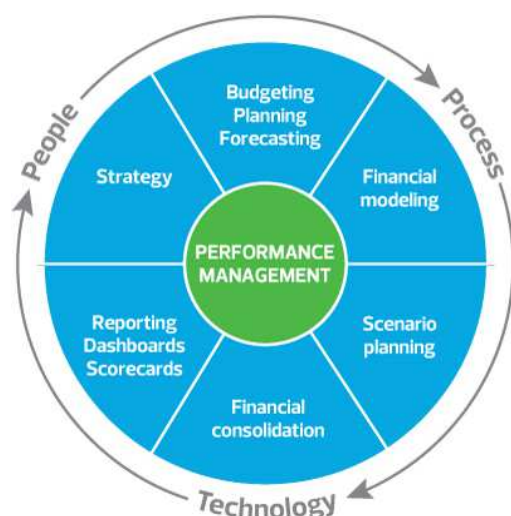 People
Process
Technology
Budgeting
Planning
Forecasting
Strategy
Financial
modeling
PERFORMANCE
MANAGEMENT
Reporting
Dashboards
Scorecards
Scenario
planning
Financial
consolidation